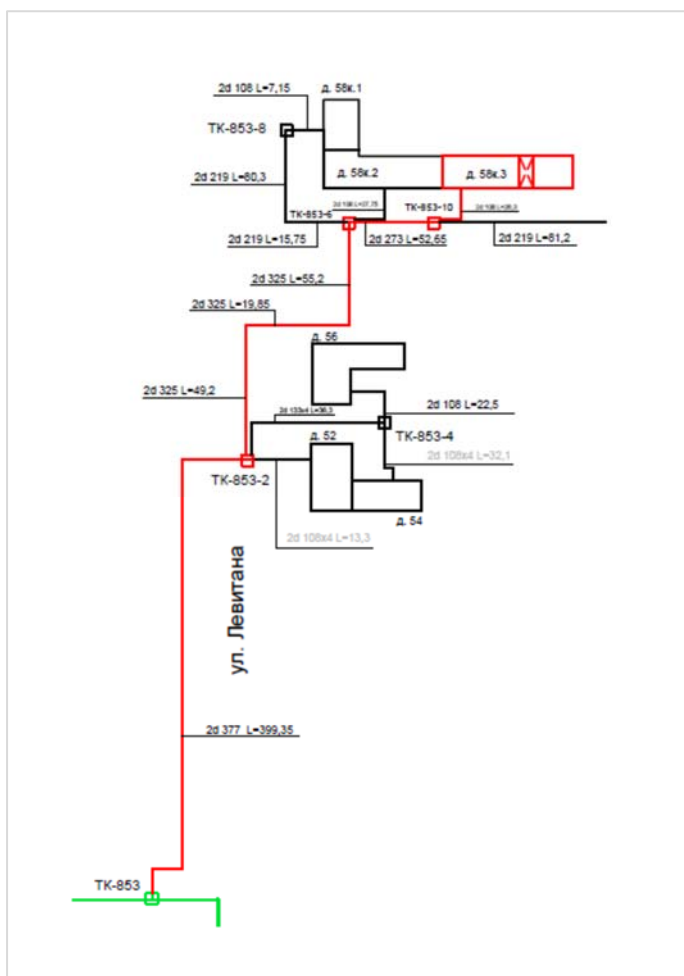 2d 108 L=7,15
д. 58к.1
ТК-853-8
д. 58к.2
д. 58к.3
2d 219 L=80,3
ТК-853-6
ТК-853-10
2d 219 L=15,75
2d 273 L=52,65
2d 219 L=81,2
2d 325 L=55,2
2d 325 L=19,85
д. 56
2d 325 L=49,2
2d 108 L=22,5
д. 52
ТК-853-4
2d 108x4 L=32,1
ТК-853-2
д. 54
2d 108x4 L=13,3
ул. Левитана
2d 377 L=399,35
ТК-853